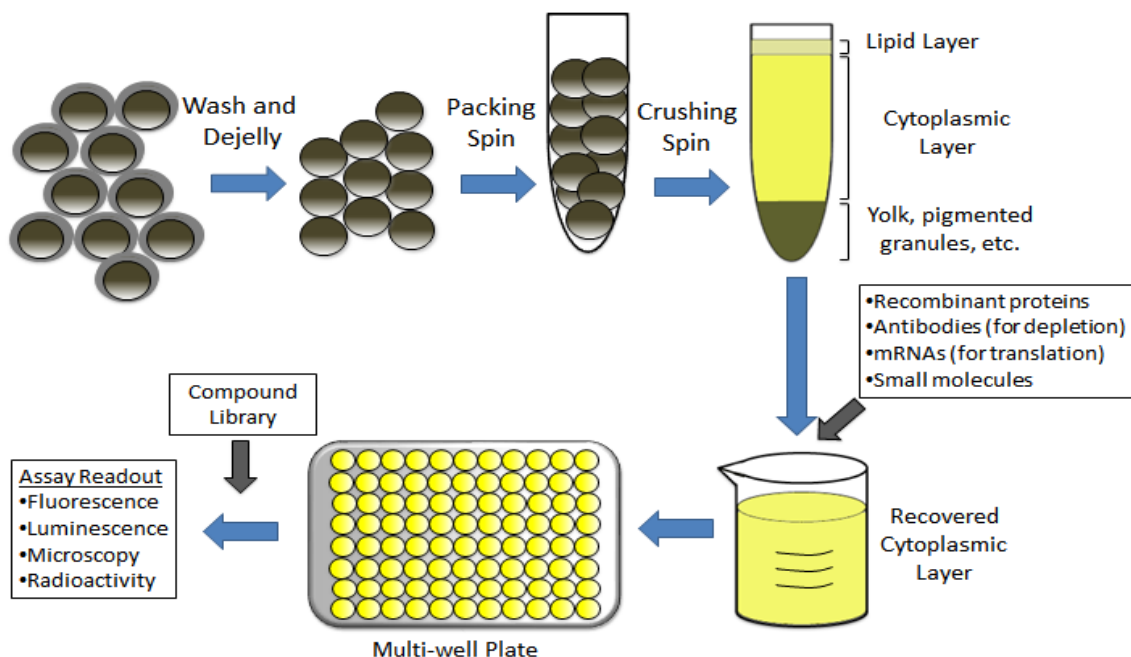 Wash and
Dejelly
Packing
Spin
Crushing
Spin
Lipid Layer
Cytoplasmic
Layer
Yolk, pigmented
granules, etc.
•Recombinant proteins
•Antibodies (for depletion)
•mRNAs (for translation)
•Small molecules
Compound
Library
Assay Readout
•Fluorescence
•Luminescence
•Microscopy
•Radioactivity
Recovered
Cytoplasmic
Layer
Multi-well Plate